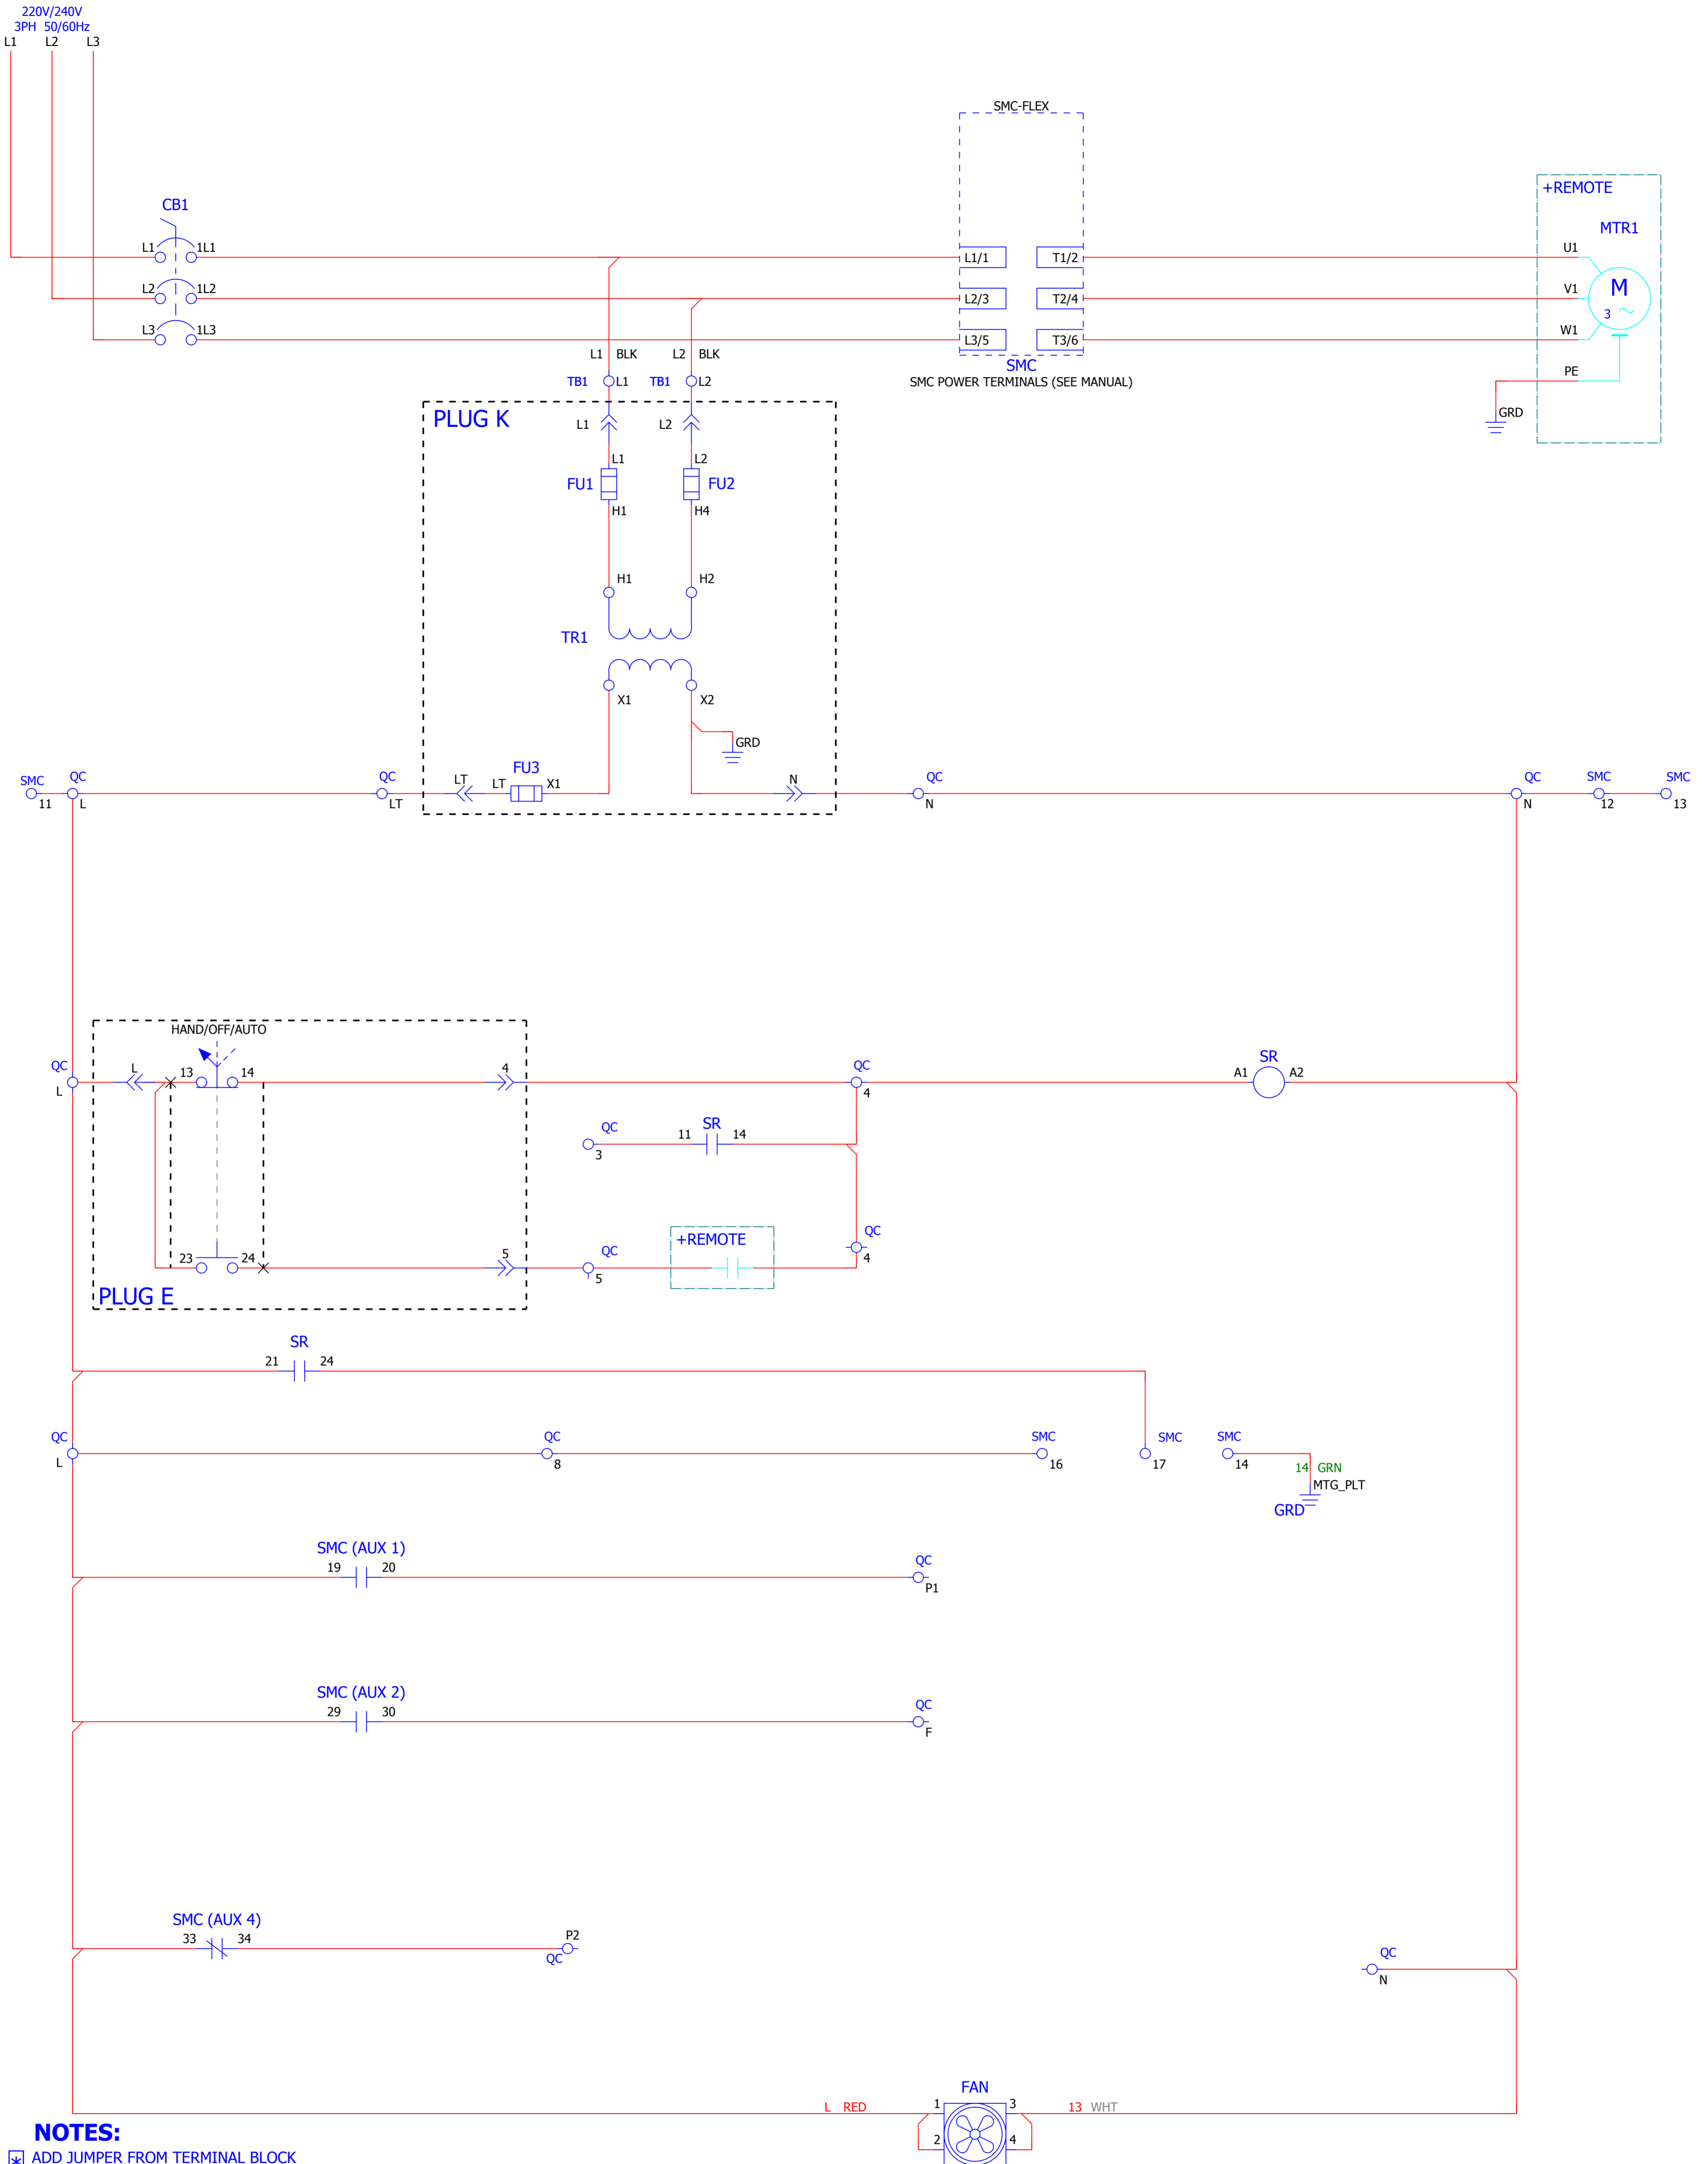 220V/240V
3PH 50/60Hz
L1 L2 L3
SMC-FLEX
+REMOTE
CB1
MTR1
L1 1L1 L1/1 T1/2 U1
L2 1L2 L2/3 T2/4 V1
M
3
L3 1L3 L3/5 T3/6 W1
L1 BLK L2 BLK
SMC
SMC POWER TERMINALS (SEE MANUAL)
PE
TB1 L1 TB1 L2
GRD
PLUG K
L1 L2
L1 L2
FU1 FU2
H1 H4
H1 H2
TR1
X1 X2
GRD
FU3
SMC QC QC LT LT X1 N QC QC SMC SMC
11 L LT N N 12 13
HAND/OFF/AUTO
QC L 13 14 4 QC SR
A1 A2
L 4
QC 11 SR 14
3
QC
+REMOTE
23 24 5 QC 4
5
PLUG E
SR
21 24
QC QC SMC SMC SMC
L 8 16 17 14
14 GRN
MTG_PLT
GRD
SMC (AUX 1)
19 20 QC
P1
SMC (AUX 2)
29 30 QC
F
SMC (AUX 4)
33 34 P2
QC
QC
N
FAN
L RED 1 3 13 WHT
2 4
NOTES:
* ADD JUMPER FROM TERMINAL BLOCK